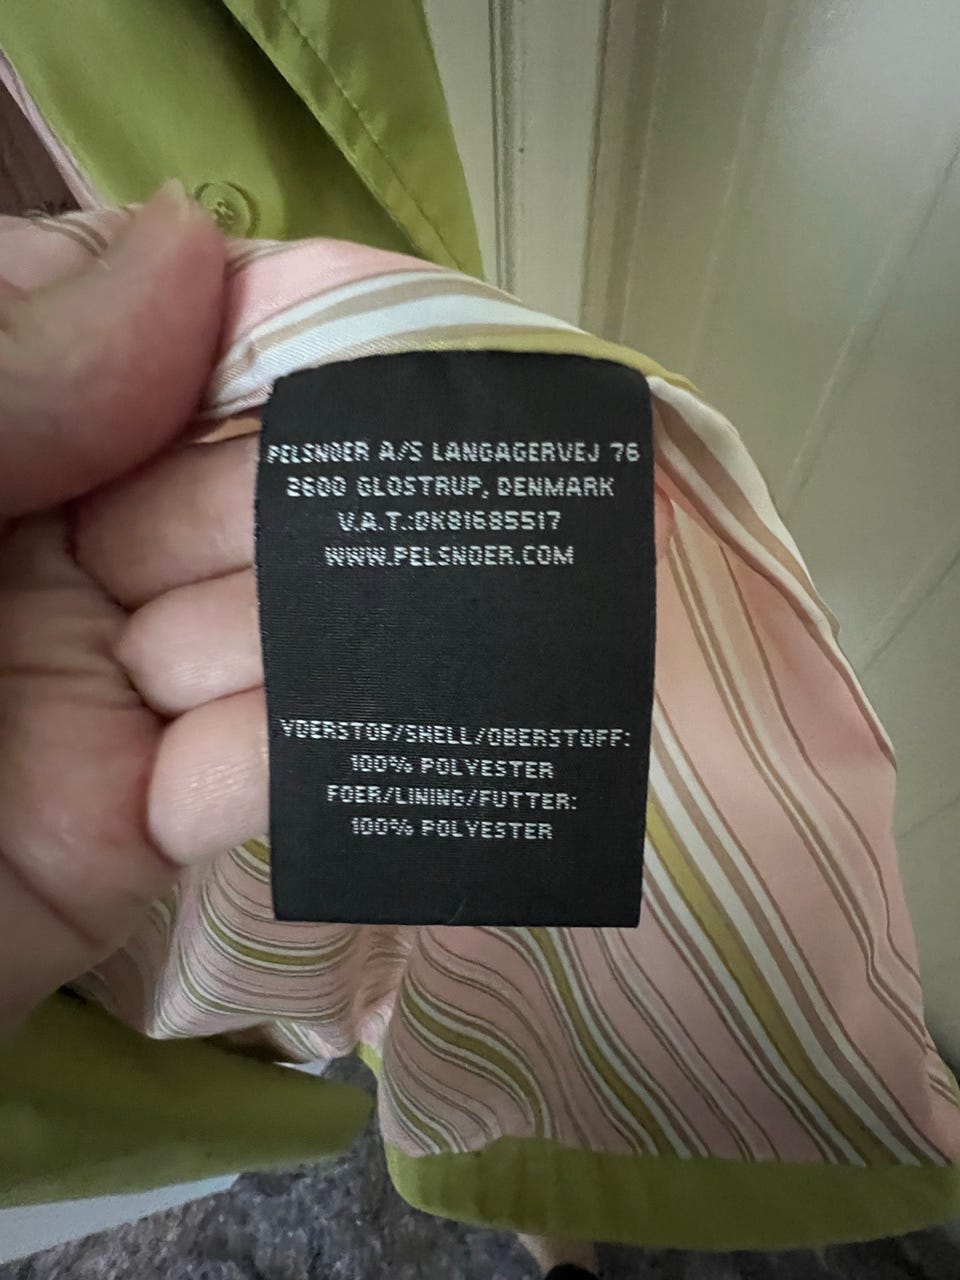 PELSNOER A/S LANGAGERVEJ 76
2600 GLOSTRUP, DENMARK
V.A.T.:DK81685517
WWW.PELSNOER.COM
YDERSTOF/SHELL/OBERSTOFF:
100% POLYESTER
FOER/LINING/FUTTER:
100% POLYESTER